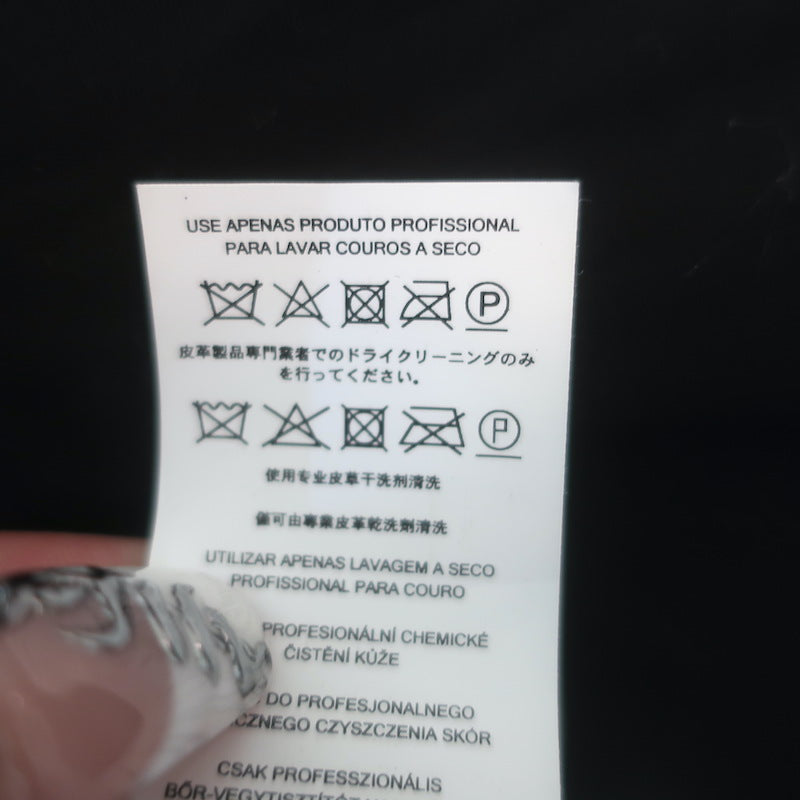 USE APENAS PRODUTO PROFISSIONAL
PARA LAVAR COUROS A SECO
P
皮革製品専門業者でのドライクリーニングのみ
を行ってください。
P
使用专业皮草干洗剂清洗
僅可由專業皮革乾洗劑清洗
UTILIZAR APENAS LAVAGEM A SECO
PROFISSIONAL PARA COURO
PROFESIONÁLNÍ CHEMICKÉ
ČISTĚNÍ KŮŽE
DO PROFESJONALNEGO
CZYSZCZENIA SKÓR
CSAK PROFESSZIONÁLIS